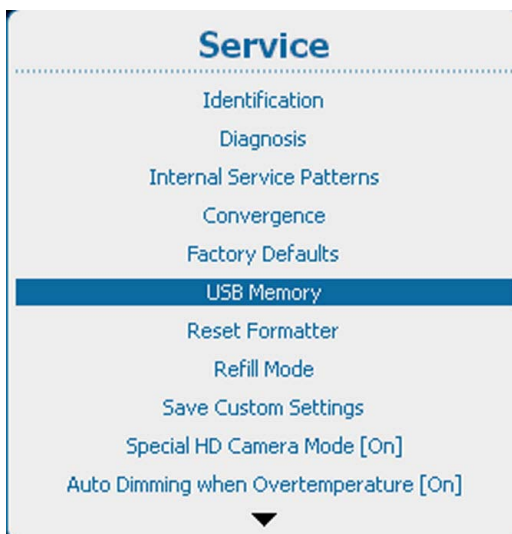 Service
Identification
Diagnosis
Internal Service Patterns
Convergence
Factory Defaults
USB Memory
Reset Formatter
Refill Mode
Save Custom Settings
Special HD Camera Mode [On]
Auto Dimming when Overtemperature [On]